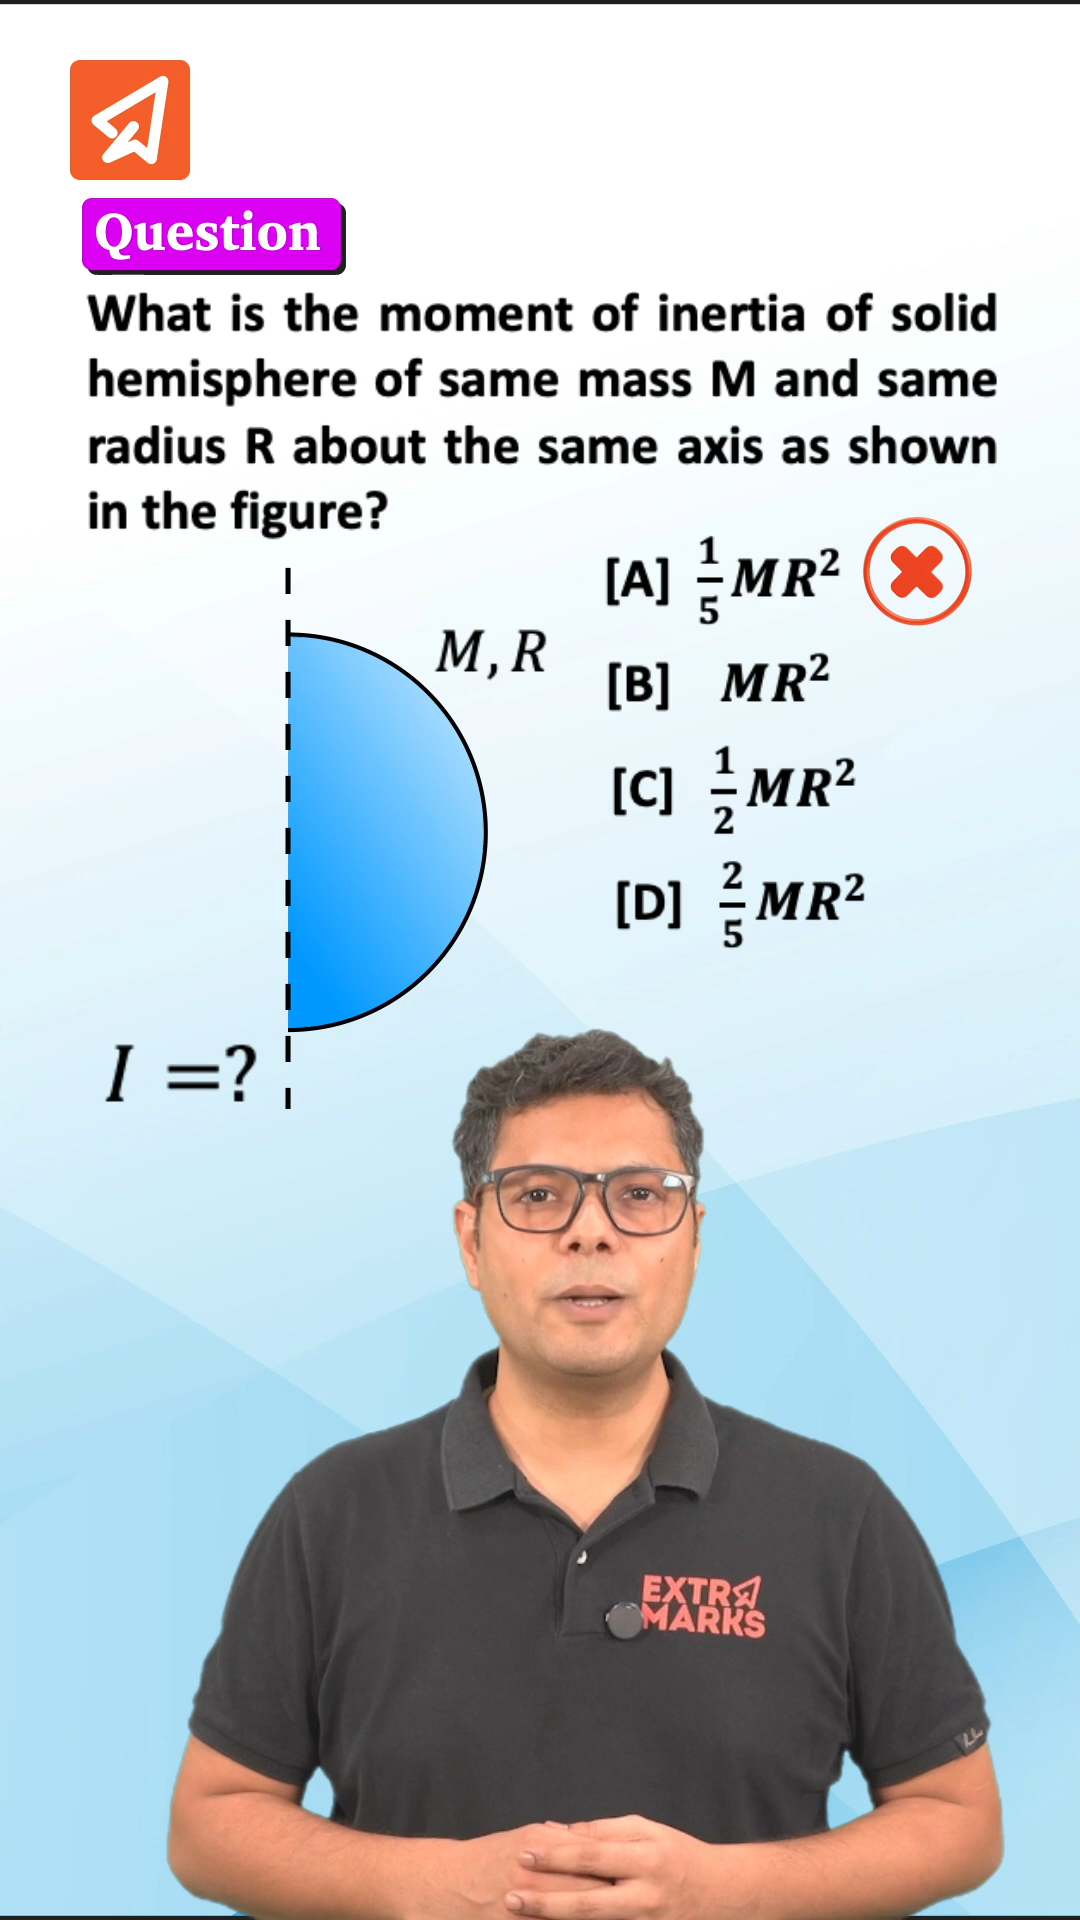 Question
What is the moment of inertia of solid
hemisphere of same mass M and same
radius R about the same axis as shown
in the figure?
[A] 1/5 MR²
M, R
[B] MR²
[C] 1/2 MR²
[D] 2/5 MR²
I =?
EXTRA
MARKS